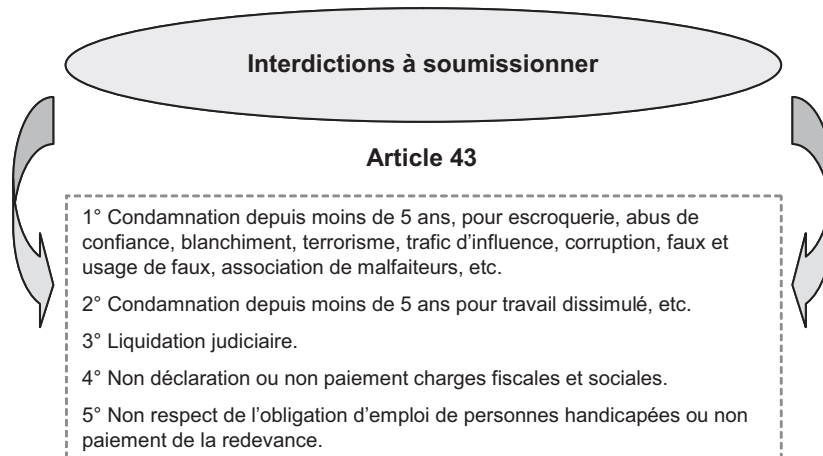 Interdictions à soumissionner
Article 43
1° Condamnation depuis moins de 5 ans, pour escroquerie, abus de
confiance, blanchiment, terrorisme, trafic d’influence, corruption, faux et
usage de faux, association de malfaiteurs, etc.
2° Condamnation depuis moins de 5 ans pour travail dissimulé, etc.
3° Liquidation judiciaire.
4° Non déclaration ou non paiement charges fiscales et sociales.
5° Non respect de l’obligation d’emploi de personnes handicapées ou non
paiement de la redevance.